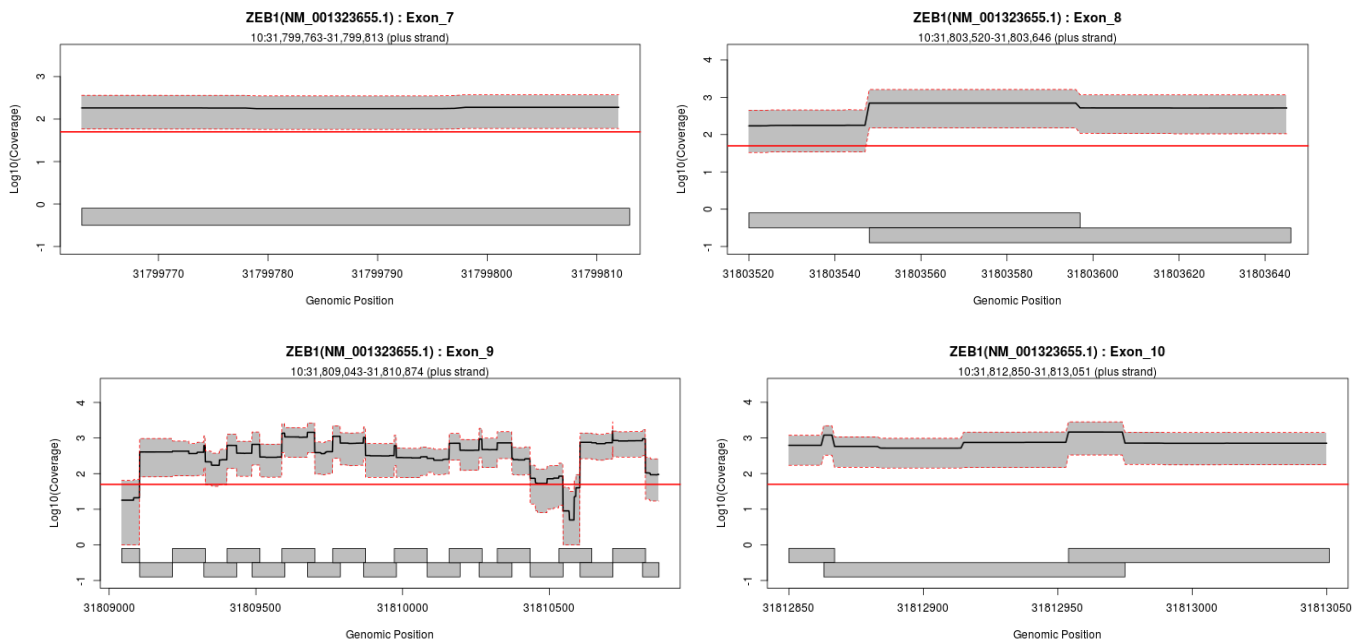 ZEB1(NM_001323655.1) : Exon_7
10:31,799,763-31,799,813 (plus strand)
Log10(Coverage)
3
2
1
0
-1
31799770 31799780 31799790 31799800 31799810
Genomic Position
ZEB1(NM_001323655.1) : Exon_8
10:31,803,520-31,803,646 (plus strand)
Log10(Coverage)
4
3
2
1
0
-1
31803520 31803540 31803560 31803580 31803600 31803620 31803640
Genomic Position
ZEB1(NM_001323655.1) : Exon_9
10:31,809,043-31,810,874 (plus strand)
Log10(Coverage)
4
3
2
1
0
-1
31809000 31809500 31810000 31810500
Genomic Position
ZEB1(NM_001323655.1) : Exon_10
10:31,812,850-31,813,051 (plus strand)
Log10(Coverage)
4
3
2
1
0
-1
31812850 31812900 31812950 31813000 31813050
Genomic Position